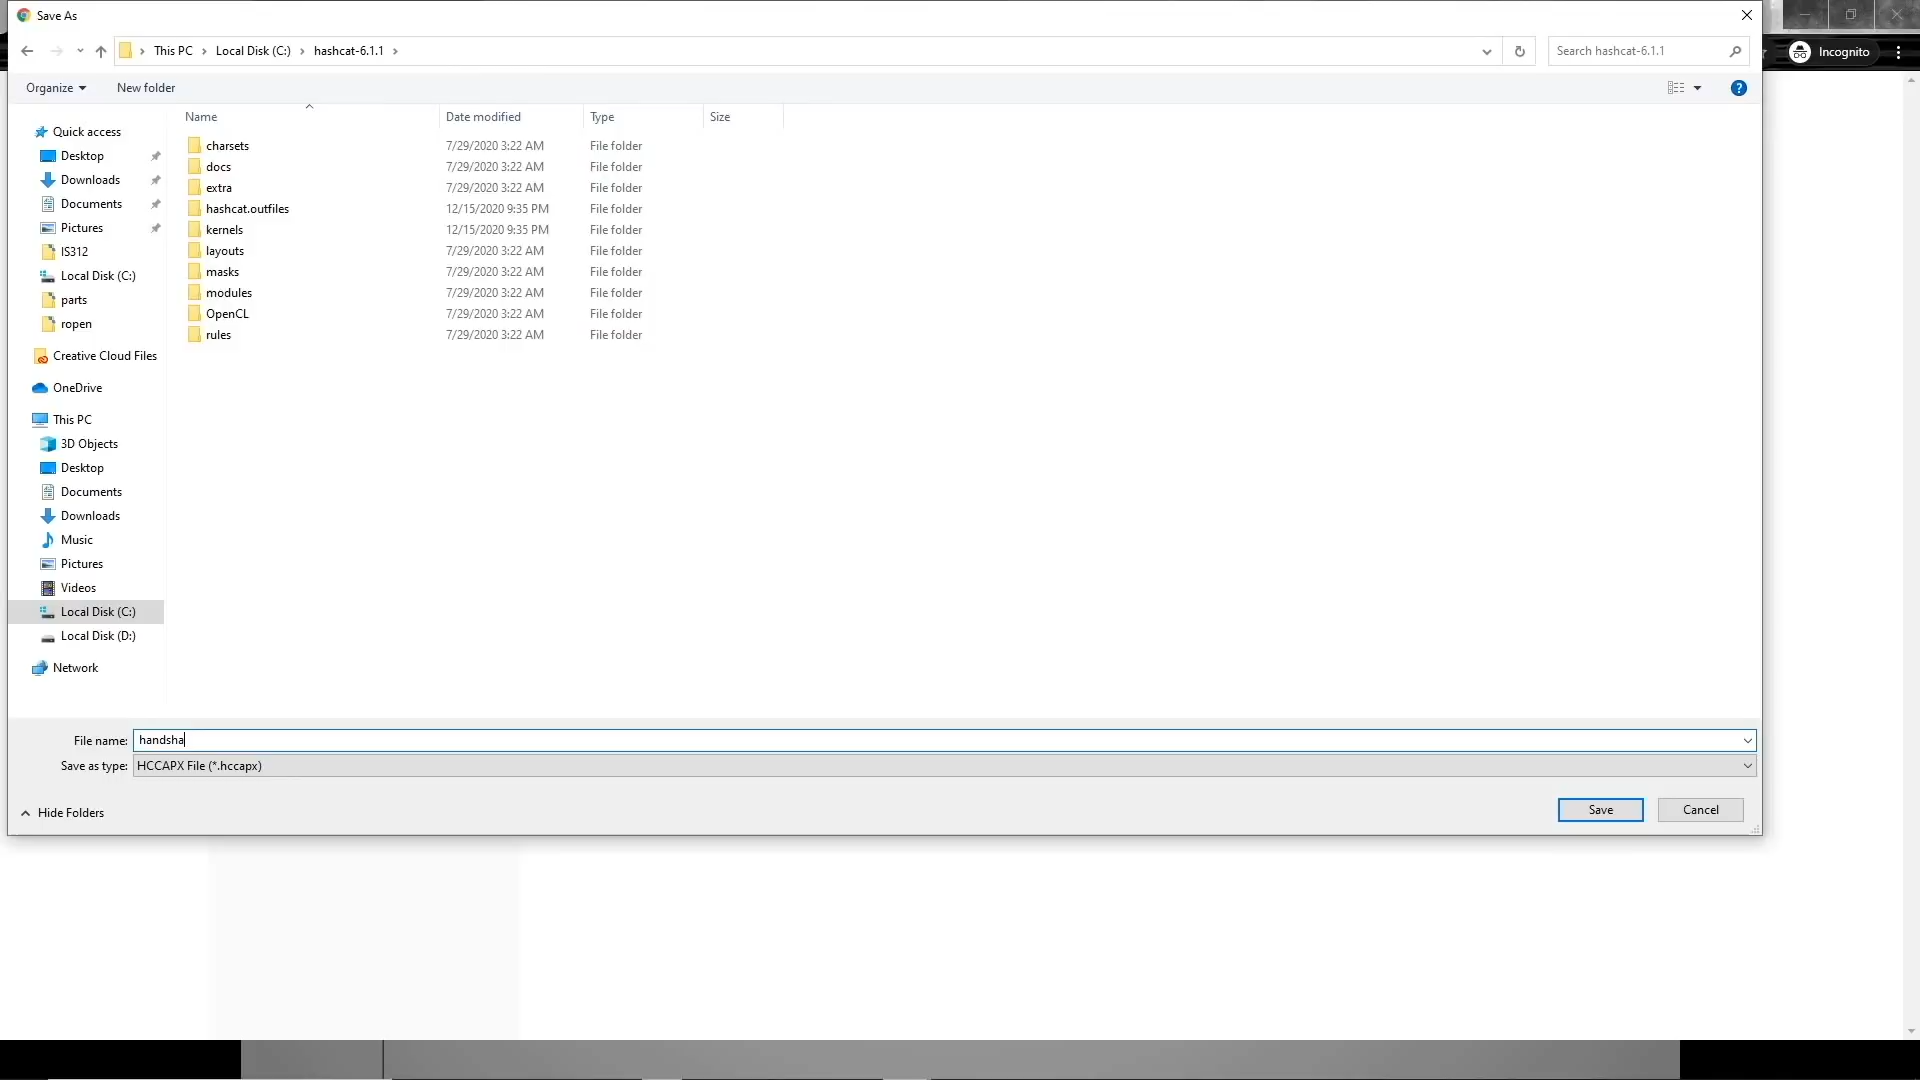 Save As
This PC > Local Disk (C:) > hashcat-6.1.1 >
Search hashcat-6.1.1
Incognito
Organize
New folder
?
Name Date modified Type Size
charsets 7/29/2020 3:22 AM File folder
docs 7/29/2020 3:22 AM File folder
extra 7/29/2020 3:22 AM File folder
hashcat.outfiles 12/15/2020 9:35 PM File folder
kernels 12/15/2020 9:35 PM File folder
layouts 7/29/2020 3:22 AM File folder
masks 7/29/2020 3:22 AM File folder
modules 7/29/2020 3:22 AM File folder
OpenCL 7/29/2020 3:22 AM File folder
rules 7/29/2020 3:22 AM File folder
Quick access
Desktop
Downloads
Documents
Pictures
IS312
Local Disk (C:)
parts
ropen
Creative Cloud Files
OneDrive
This PC
3D Objects
Desktop
Documents
Downloads
Music
Pictures
Videos
Local Disk (C:)
Local Disk (D:)
Network
File name: handsha
Save as type: HCCAPX File (*.hccapx)
Hide Folders
Save
Cancel